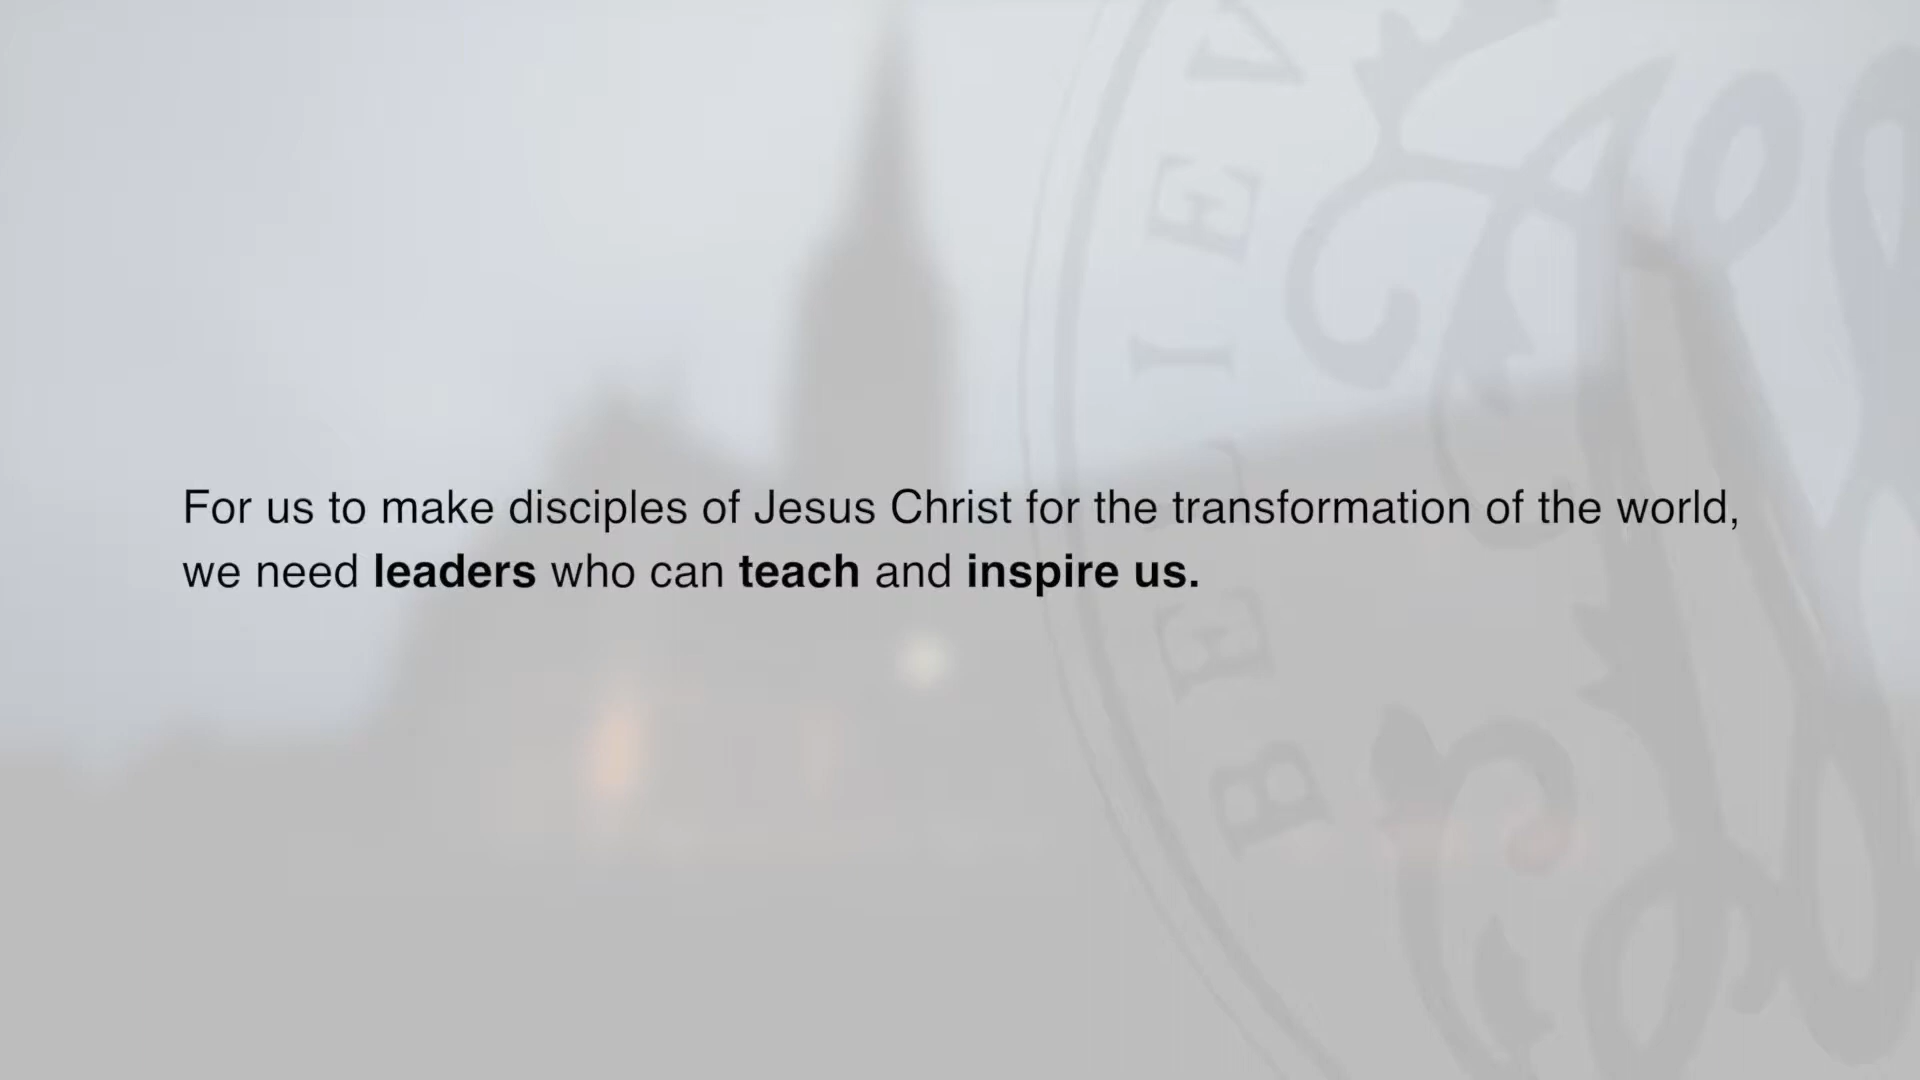 For us to make disciples of Jesus Christ for the transformation of the world,
we need leaders who can teach and inspire us.
BELIEV